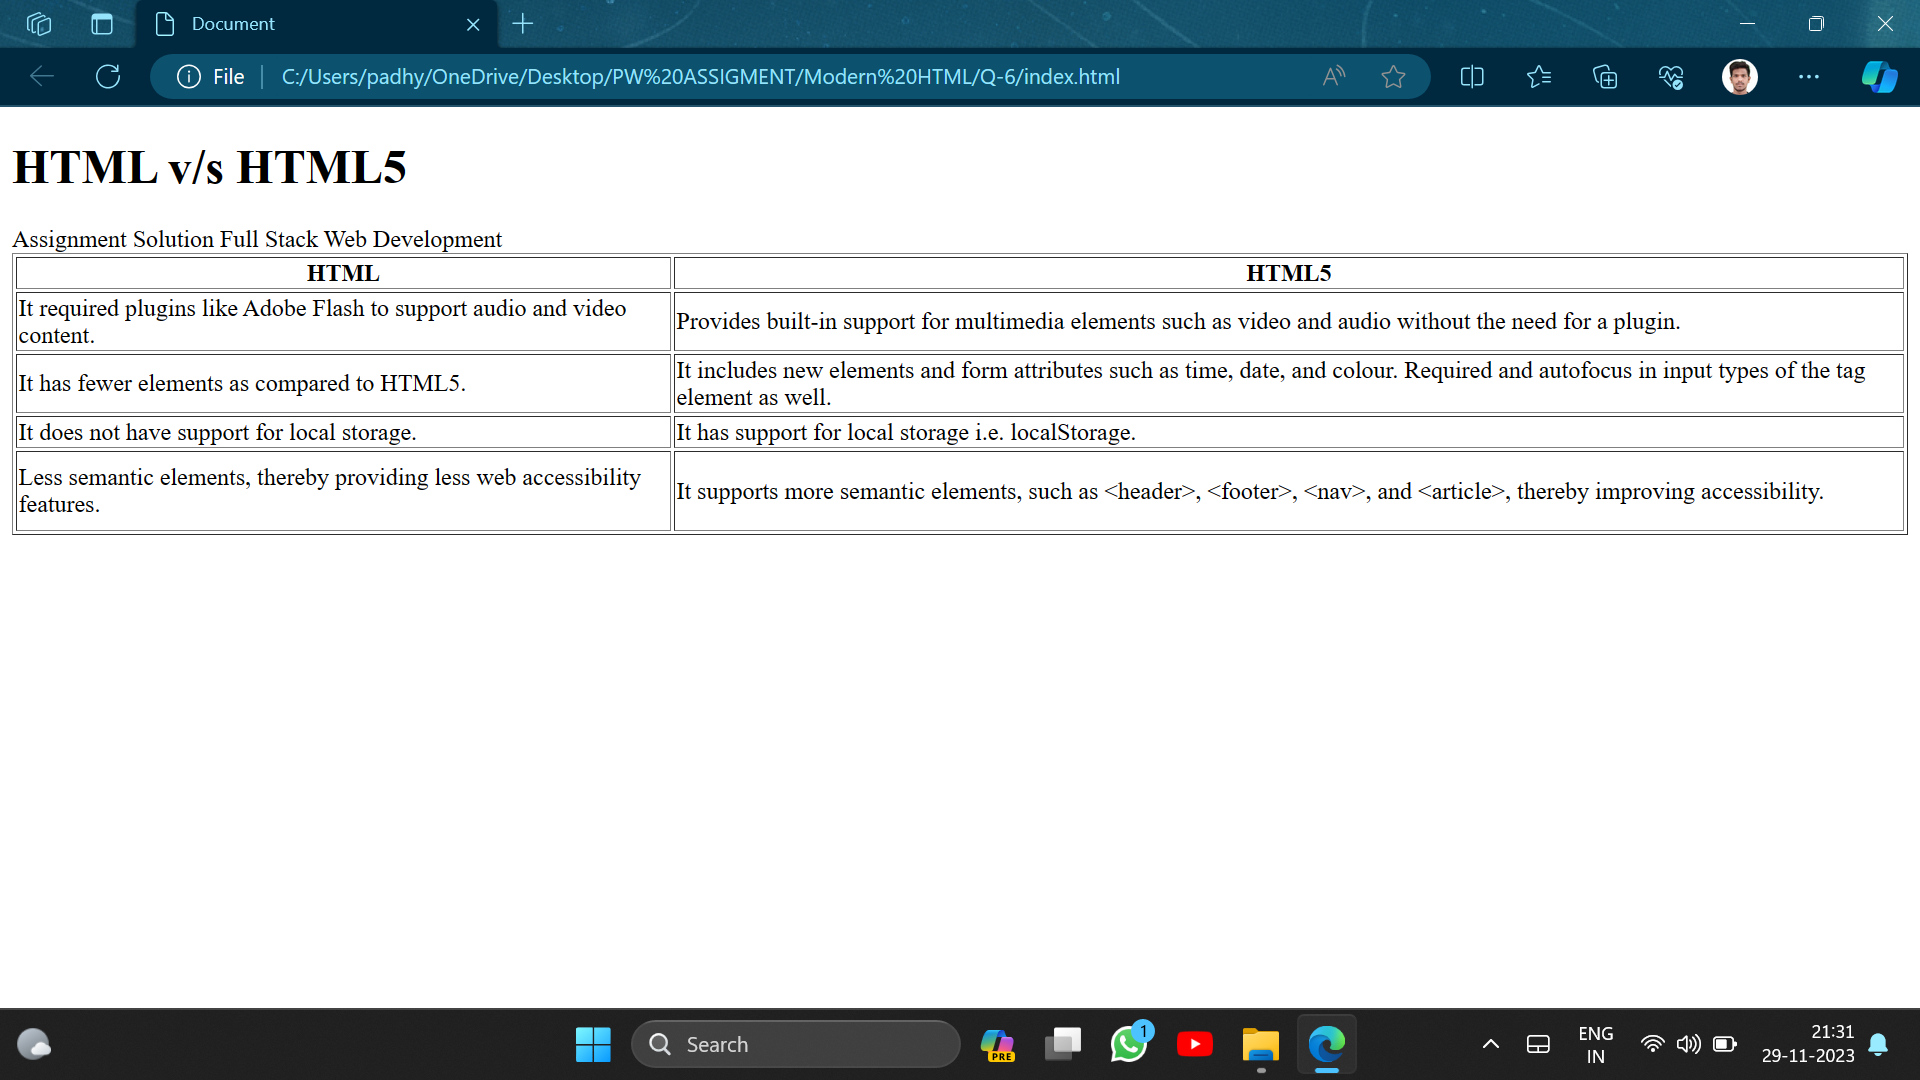 Document
File
C:/Users/padhy/OneDrive/Desktop/PW%20ASSIGMENT/Modern%20HTML/Q-6/index.html
HTML v/s HTML5
Assignment Solution Full Stack Web Development
HTML
HTML5
It required plugins like Adobe Flash to support audio and video
content.
Provides built-in support for multimedia elements such as video and audio without the need for a plugin.
It has fewer elements as compared to HTML5.
It includes new elements and form attributes such as time, date, and colour. Required and autofocus in input types of the tag
element as well.
It does not have support for local storage.
It has support for local storage i.e. localStorage.
Less semantic elements, thereby providing less web accessibility
features.
It supports more semantic elements, such as <header>, <footer>, <nav>, and <article>, thereby improving accessibility.
Search
PRE
1
ENG
IN
21:31
29-11-2023